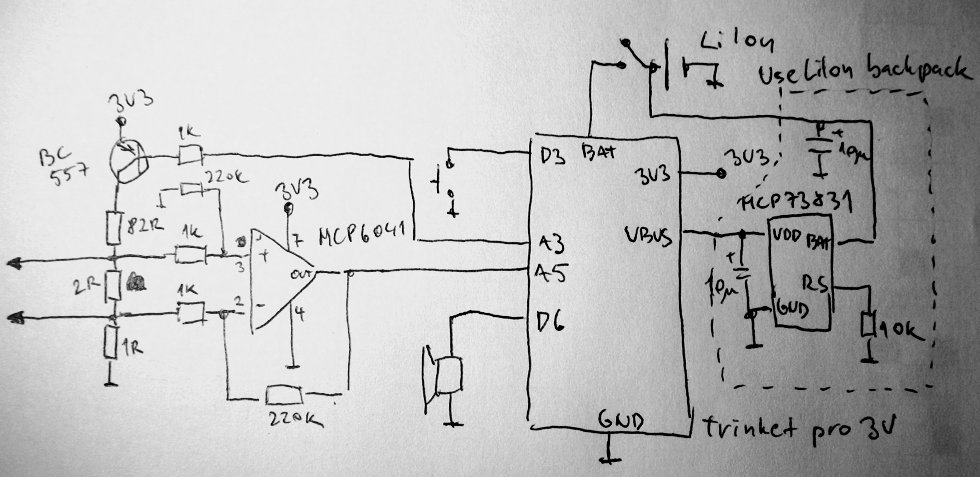 LiIon
Use LiIon backpack
3V3
BC
557
1K
220K
3V3
82R
1K
2R
1K
1R
3
2
+
-
7
4
OUT
MCP6041
220K
D3
BAT
3V3
3V3
VBUS
A3
A5
D6
GND
trinket pro 3V
+
10µ
MCP73831
VDD
BAT
RS
GND
+
10µ
10k